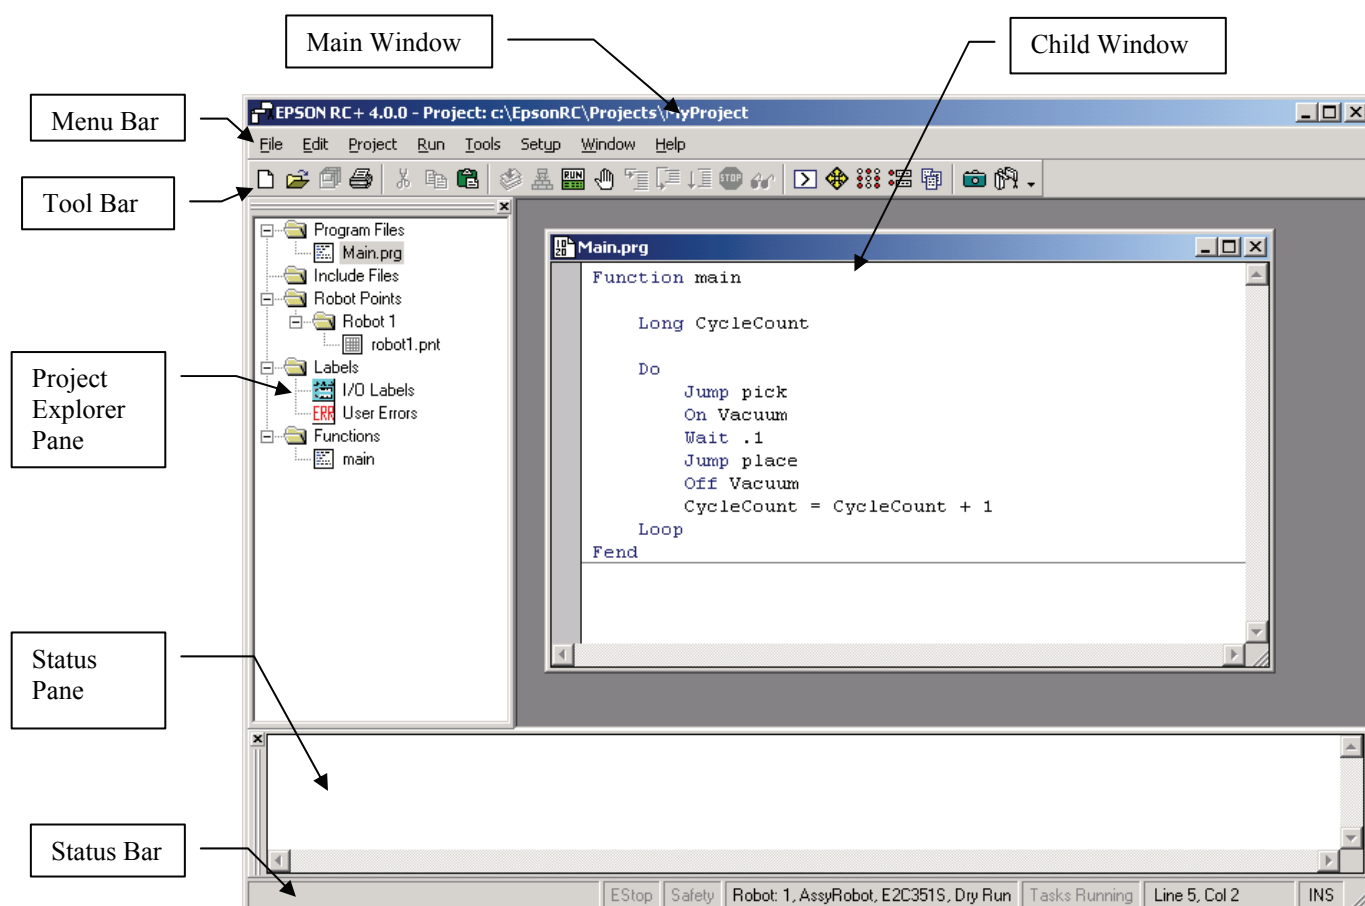 Main Window
Child Window
Menu Bar
EPSON RC+ 4.0.0 - Project: c:\EpsonRC\Projects\MyProject
File Edit Project Run Tools Setup Window Help
Tool Bar
RUN
STOP
Program Files
Main.prg
Include Files
Robot Points
Robot 1
robot1.pnt
Labels
I/O Labels
ERR User Errors
Functions
main
Main.prg
Function main
Long CycleCount
Do
Jump pick
On Vacuum
Wait .1
Jump place
Off Vacuum
CycleCount = CycleCount + 1
Loop
Fend
Project
Explorer
Pane
Status
Pane
Status Bar
EStop Safety Robot: 1, AssyRobot, E2C351S, Dry Run Tasks Running Line 5, Col 2 INS